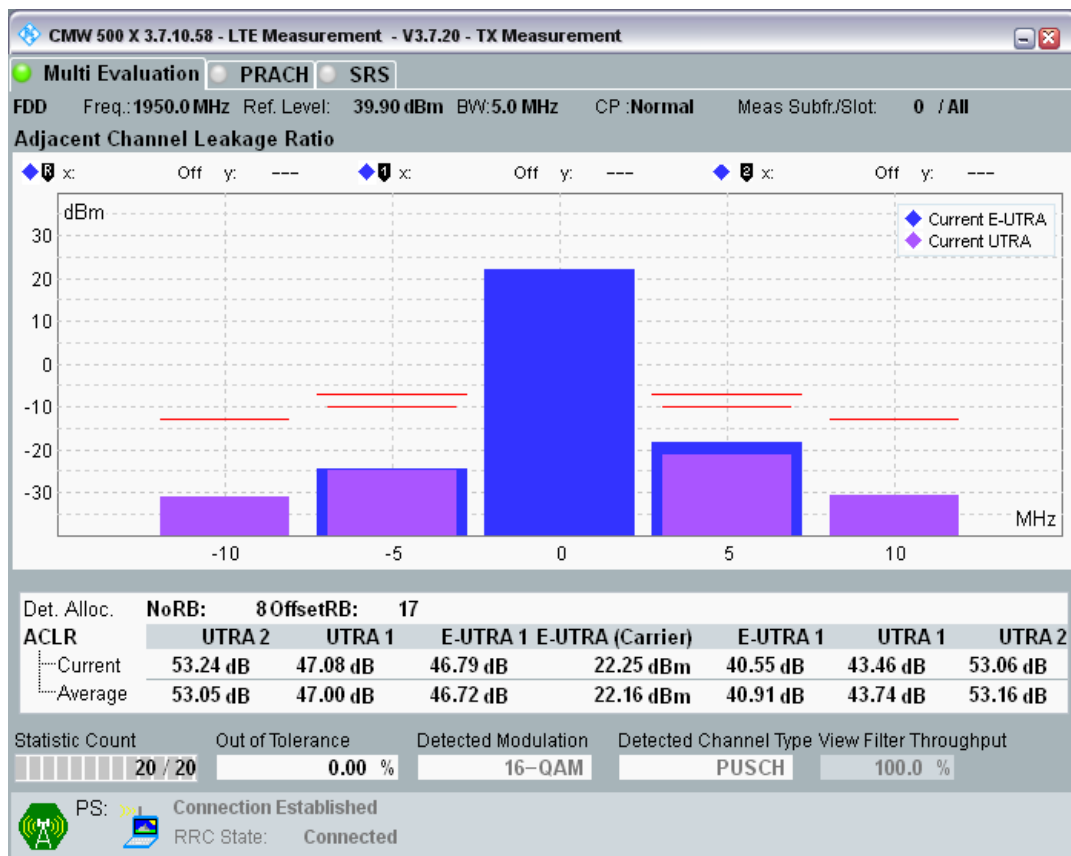 CMW 500 X 3.7.10.58 - LTE Measurement - V3.7.20 - TX Measurement
Multi Evaluation PRACH SRS
FDD Freq.: 1950.0 MHz Ref. Level: 39.90 dBm BW: 5.0 MHz CP : Normal Meas Subfr./Slot: 0 / All
Adjacent Channel Leakage Ratio
R x: Off y: --- 1 x: Off y: --- 2 x: Off y: ---
dBm
Current E-UTRA
Current UTRA
30
20
10
0
-10
-20
-30
MHz
-10 -5 0 5 10
Det. Alloc. NoRB: 8 OffsetRB: 17
ACLR UTRA 2 UTRA 1 E-UTRA 1 E-UTRA (Carrier) E-UTRA 1 UTRA 1 UTRA 2
Current 53.24 dB 47.08 dB 46.79 dB 22.25 dBm 40.55 dB 43.46 dB 53.06 dB
Average 53.05 dB 47.00 dB 46.72 dB 22.16 dBm 40.91 dB 43.74 dB 53.16 dB
Statistic Count Out of Tolerance Detected Modulation Detected Channel Type View Filter Throughput
20 / 20 0.00 % 16-QAM PUSCH 100.0 %
PS: Connection Established
RRC State: Connected